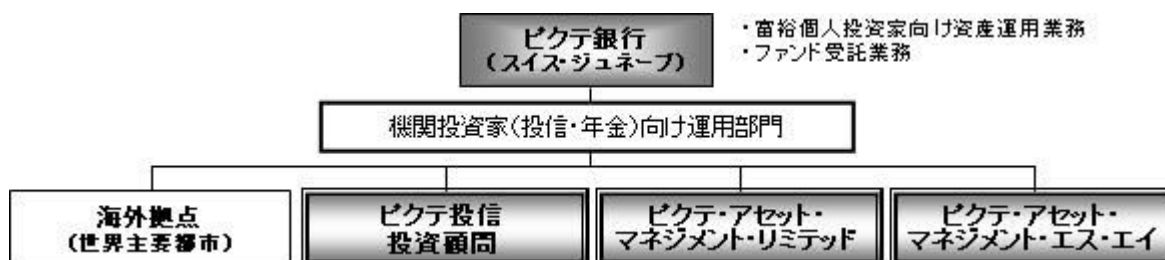 ピクテ銀行
(スイス・ジュネーブ)
・富裕個人投資家向け資産運用業務
・ファンド受託業務
機関投資家(投信・年金)向け運用部門
海外拠点
(世界主要都市)
ピクテ投信
投資顧問
ピクテ・アセット・
マネジメント・リミテッド
ピクテ・アセット・
マネジメント・エス・エイ